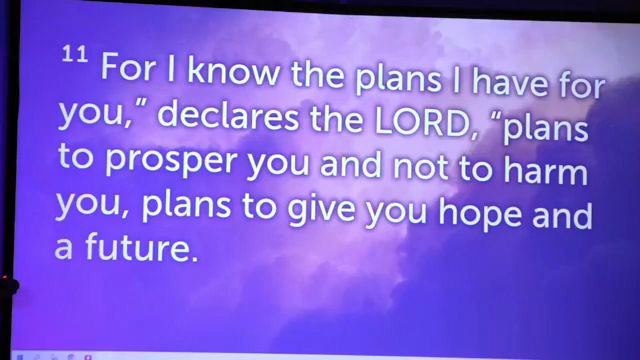 11 For I know the plans I have for
you,” declares the LORD, “plans
to prosper you and not to harm
you, plans to give you hope and
a future.